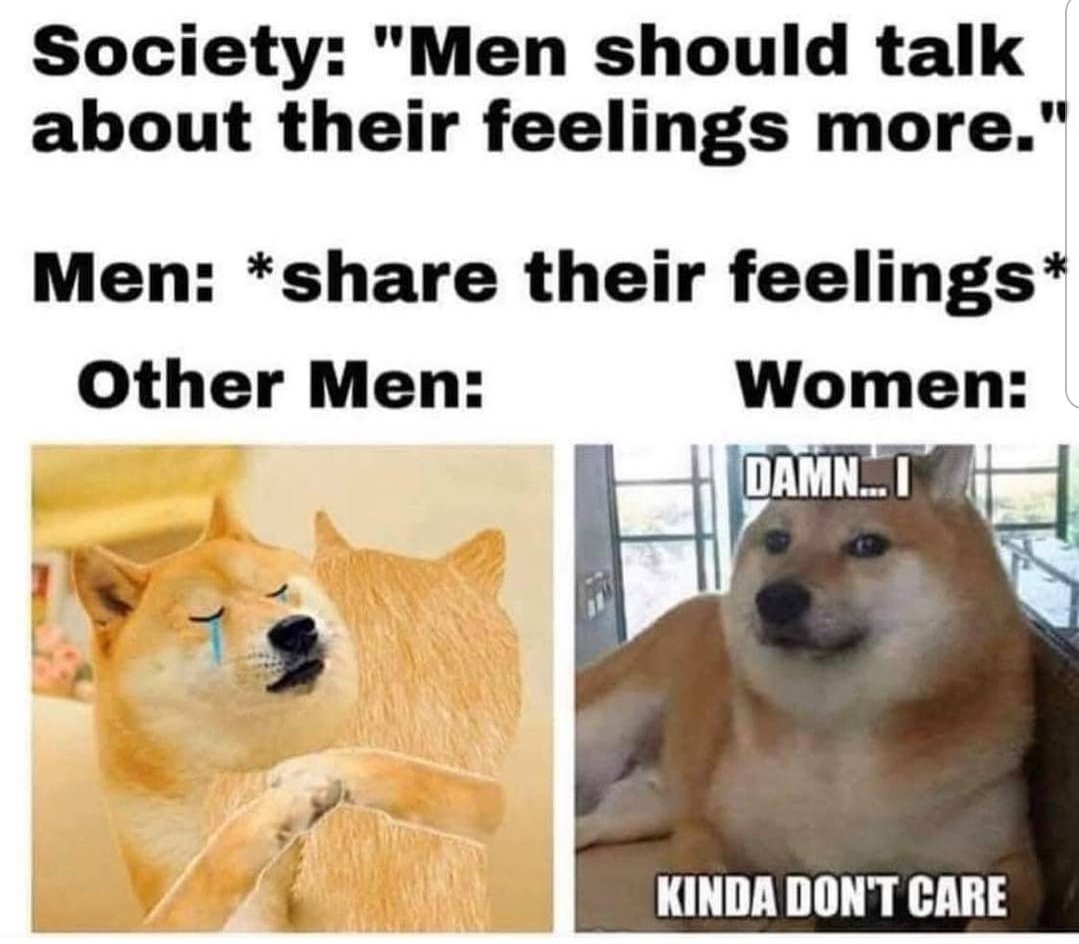 Society: "Men should talk
about their feelings more."
Men: *share their feelings*
Other Men:
Women:
DAMN... I
KINDA DON'T CARE